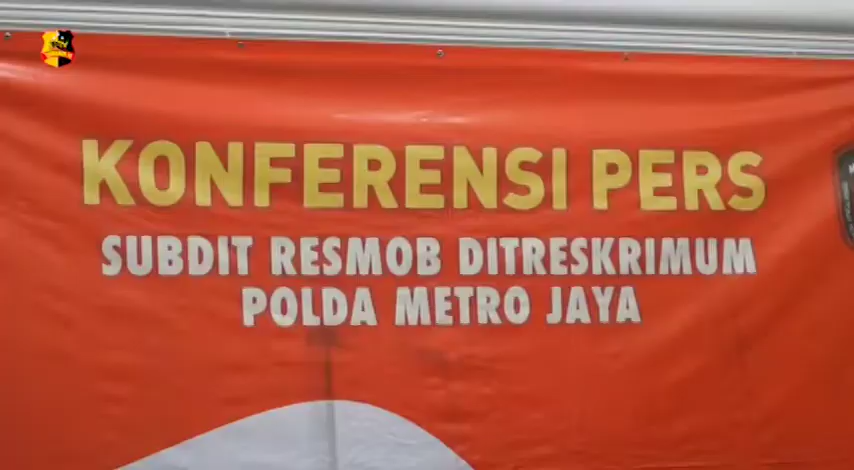 KONFERENSI PERS
SUBDIT RESMOB DITRESKRIMUM
POLDA METRO JAYA